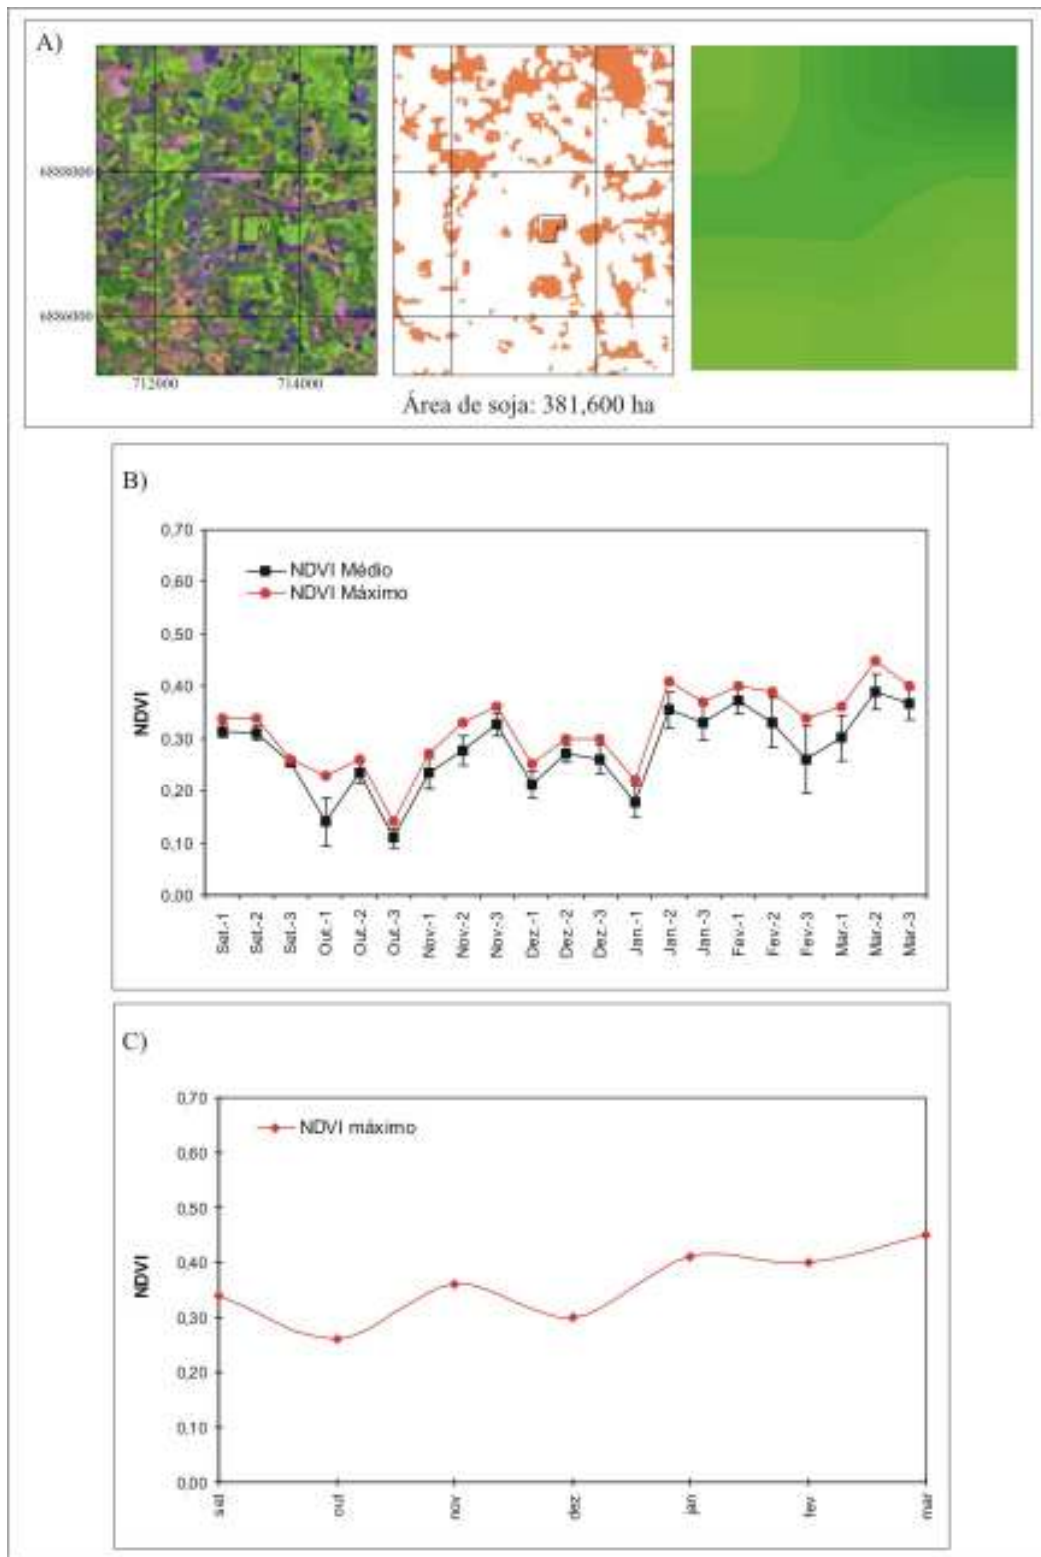 A)
6888000
6886000
712000 714000
Área de soja: 381,600 ha
B)
0,70
0,60
0,50
0,40
0,30
0,20
0,10
0,00
NDVI
NDVI Médio
NDVI Máximo
Set.-1
Set.-2
Set.-3
Out.-1
Out.-2
Out.-3
Nov.-1
Nov.-2
Nov.-3
Dez.-1
Dez.-2
Dez.-3
Jan.-1
Jan.-2
Jan.-3
Fev.-1
Fev.-2
Fev.-3
Mar.-1
Mar.-2
Mar.-3
C)
0,70
0,60
0,50
0,40
0,30
0,20
0,10
0,00
NDVI
NDVI máximo
set
out
nov
dez
jan
fev
mar